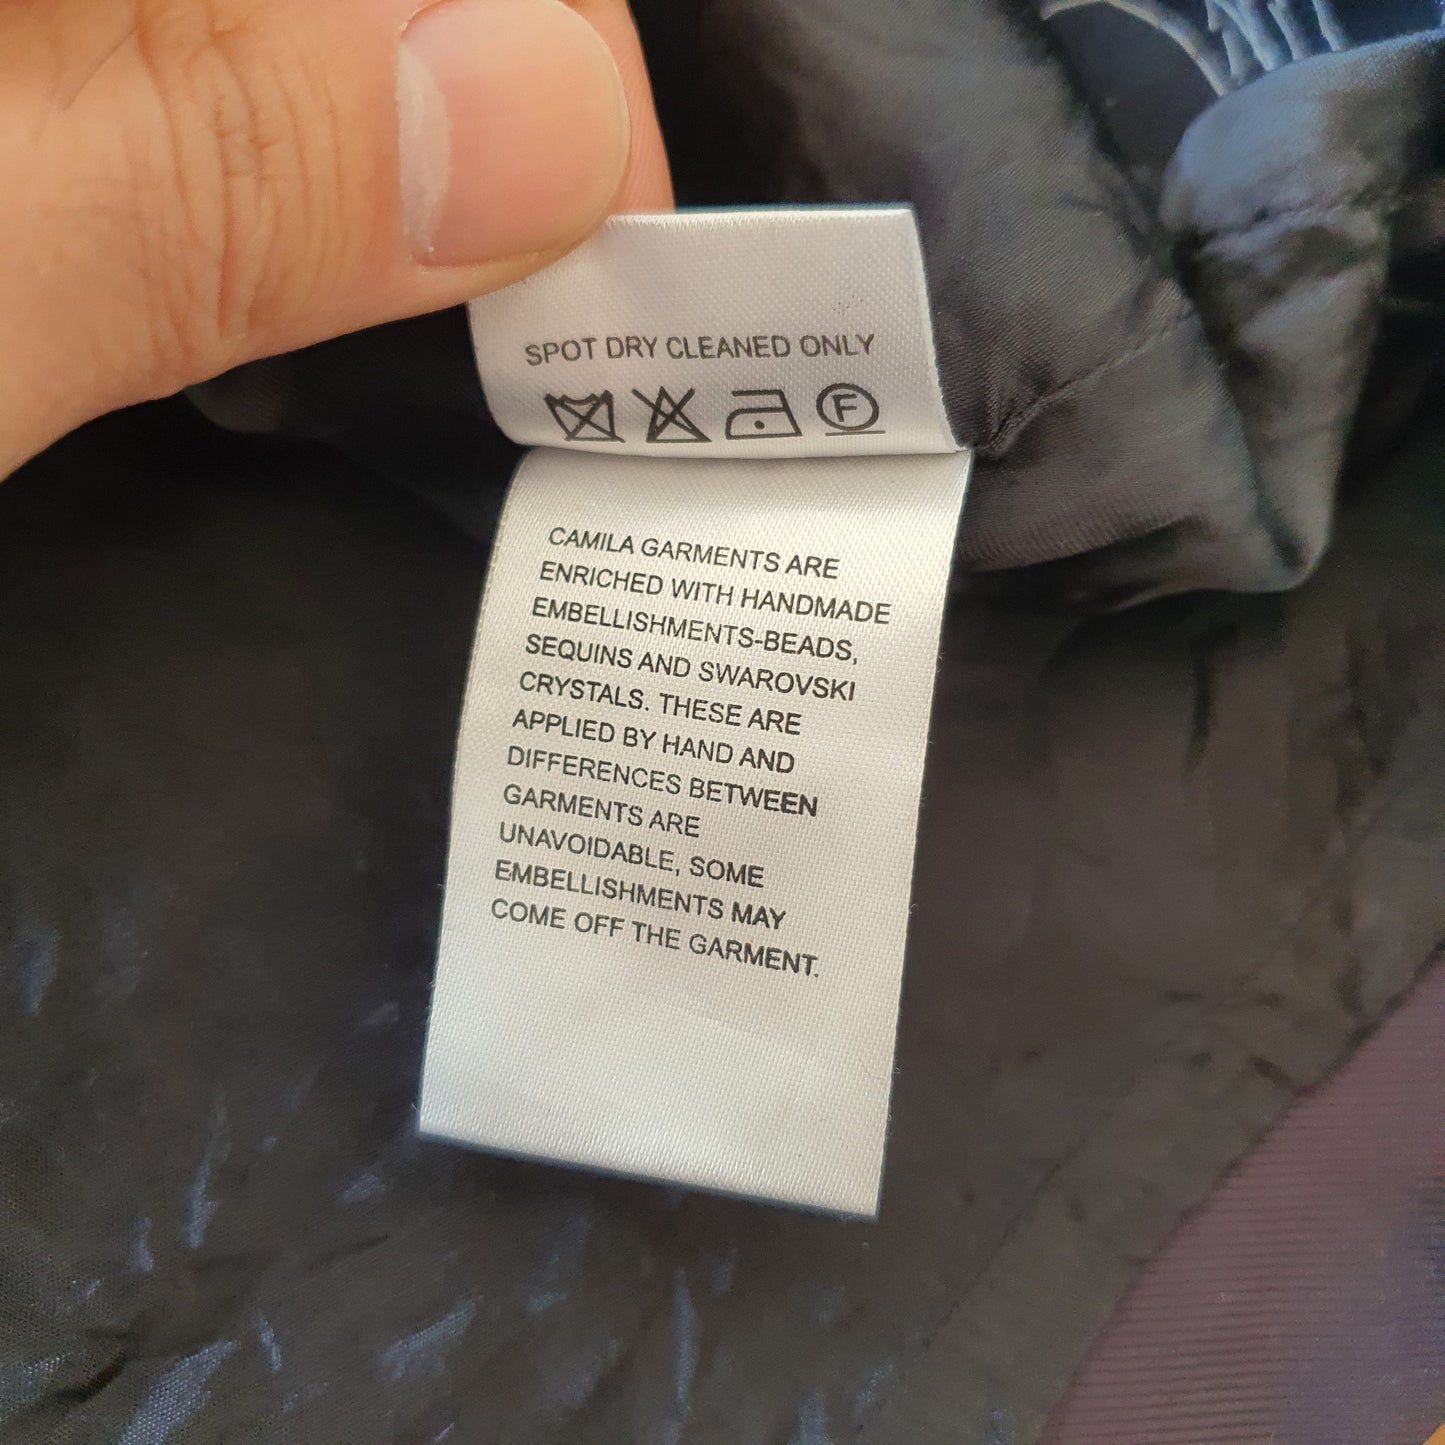 SPOT DRY CLEANED ONLY
F
CAMILA GARMENTS ARE
ENRICHED WITH HANDMADE
EMBELLISHMENTS-BEADS,
SEQUINS AND SWAROVSKI
CRYSTALS. THESE ARE
APPLIED BY HAND AND
DIFFERENCES BETWEEN
GARMENTS ARE
UNAVOIDABLE, SOME
EMBELLISHMENTS MAY
COME OFF THE GARMENT.